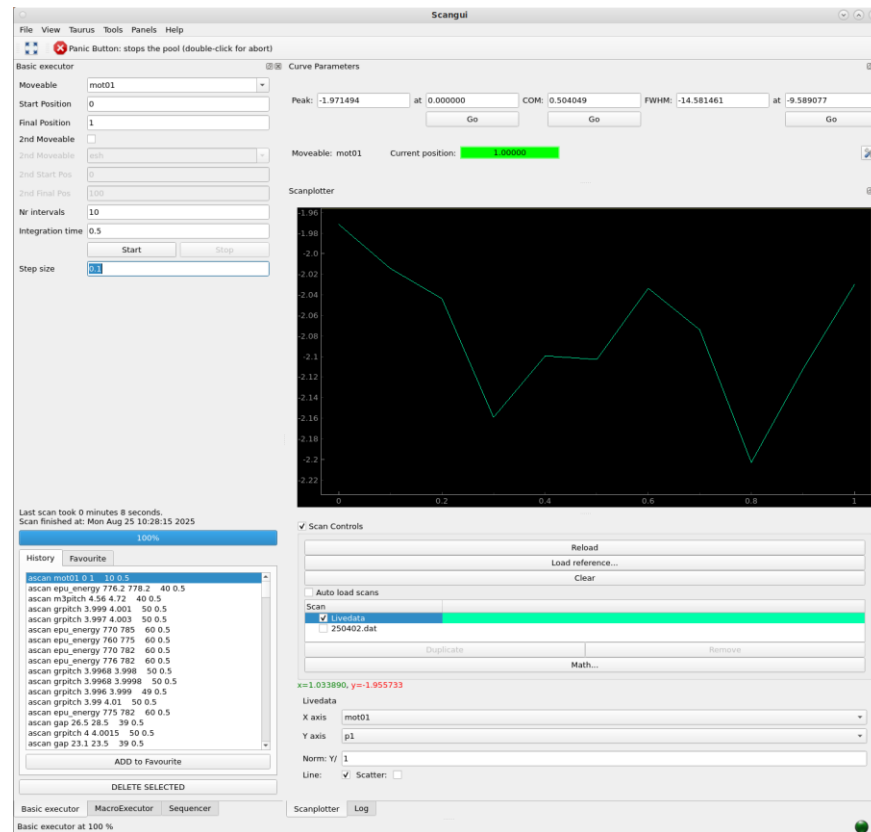 Scangui
File View Taurus Tools Panels Help
Panic Button: stops the pool (double-click for abort)
Basic executor
Moveable mot01
Start Position 0
Final Position 1
2nd Moveable
2nd Moveable esh
2nd Start Pos 0
2nd Final Pos 100
Nr intervals 10
Integration time 0.5
Start Stop
Step size 0.1
Last scan took 0 minutes 8 seconds.
Scan finished at: Mon Aug 25 10:28:15 2025
100%
History Favourite
ascan mot01 0 1 10 0.5
ascan epu_energy 776.2 778.2 40 0.5
ascan m3pitch 4.56 4.72 40 0.5
ascan grpitch 3.999 4.001 50 0.5
ascan grpitch 3.997 4.003 50 0.5
ascan epu_energy 770 785 60 0.5
ascan epu_energy 760 775 60 0.5
ascan epu_energy 770 782 60 0.5
ascan epu_energy 776 782 60 0.5
ascan grpitch 3.9968 3.998 50 0.5
ascan grpitch 3.9968 3.9998 50 0.5
ascan grpitch 3.996 3.999 49 0.5
ascan grpitch 3.99 4.01 50 0.5
ascan epu_energy 775 782 60 0.5
ascan gap 26.5 28.5 39 0.5
ascan grpitch 4 4.0015 50 0.5
ascan gap 23.1 23.5 39 0.5
ADD to Favourite
DELETE SELECTED
Basic executor MacroExecutor Sequencer
Basic executor at 100 %
Curve Parameters
Peak: -1.971494 at 0.000000 COM: 0.504049 FWHM: -14.581461 at -9.589077
Go Go Go
Moveable: mot01 Current position: 1.00000
Scanplotter
-1.96
-1.98
-2.0
-2.02
-2.04
-2.06
-2.08
-2.1
-2.12
-2.14
-2.16
-2.18
-2.2
-2.22
0 0.2 0.4 0.6 0.8 1
Scan Controls
Reload
Load reference...
Clear
Auto load scans
Scan
Livedata
250402.dat
Duplicate Remove
Math...
x=1.033890, y=-1.955733
Livedata
X axis mot01
Y axis p1
Norm: Y/ 1
Line: Scatter:
Scanplotter Log